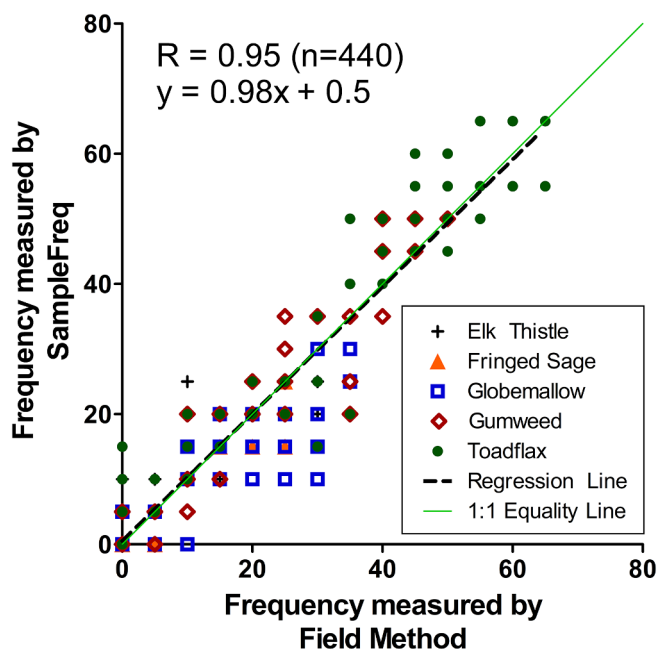 R = 0.95 (n=440)
y = 0.98x + 0.5
80
60
40
20
0
Frequency measured by
SampleFreq
Elk Thistle
Fringed Sage
Globemallow
Gumweed
Toadflax
Regression Line
1:1 Equality Line
0
20
40
60
80
Frequency measured by
Field Method